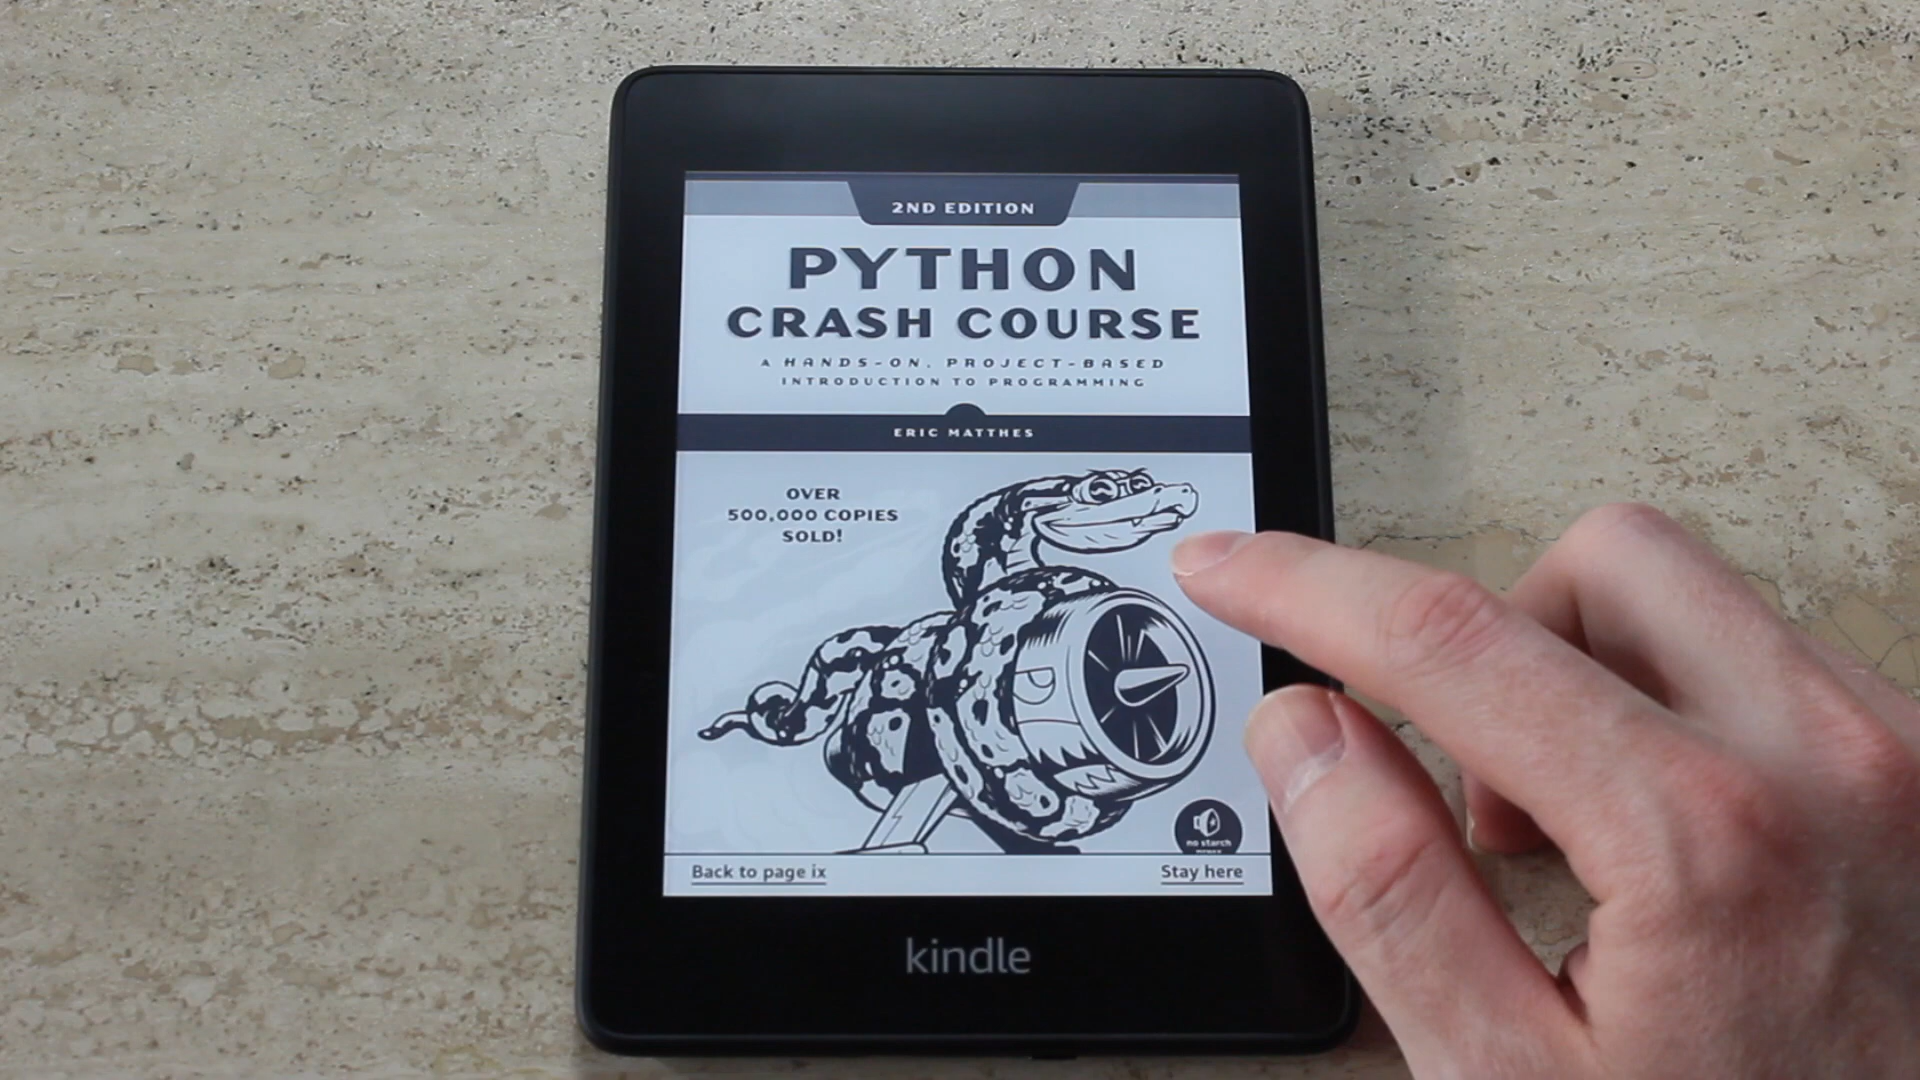 2ND EDITION
PYTHON
CRASH COURSE
A HANDS-ON, PROJECT-BASED
INTRODUCTION TO PROGRAMMING
ERIC MATTHES
OVER
500,000 COPIES
SOLD!
no starch
Back to page ix
Stay here
kindle